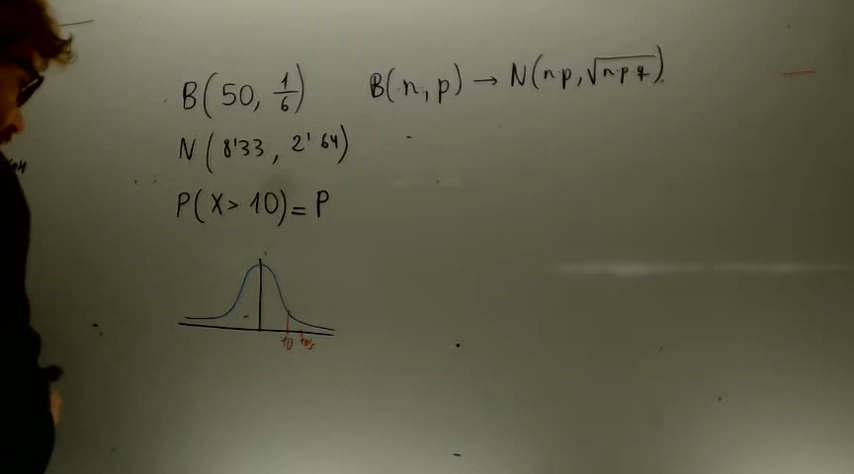 B(50, 1/6) B(n, p) → N(np, √npq)
N(8'33, 2'64)
P(X > 10) = P
10